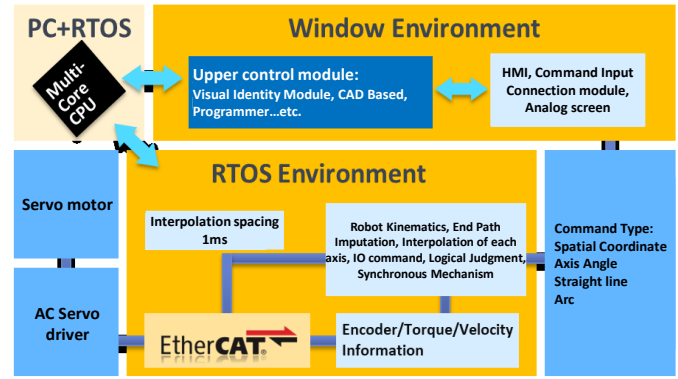 PC+RTOS
Window Environment
Multi-
Core
CPU
Upper control module:
Visual Identity Module, CAD Based,
Programmer...etc.
HMI, Command Input
Connection module,
Analog screen
Servo motor
RTOS Environment
Interpolation spacing
1ms
Robot Kinematics, End Path
Imputation, Interpolation of each
axis, IO command, Logical Judgment,
Synchronous Mechanism
Command Type:
Spatial Coordinate
Axis Angle
Straight line
Arc
AC Servo
driver
EtherCAT.
Encoder/Torque/Velocity
Information